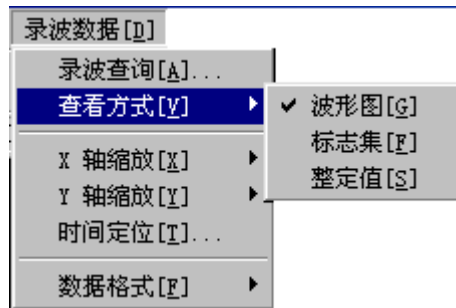 录波数据[D]
录波查询[A]...
查看方式[V]
X 轴缩放[X]
Y 轴缩放[Y]
时间定位[T]...
数据格式[F]
波形图[G]
标志集[F]
整定值[S]